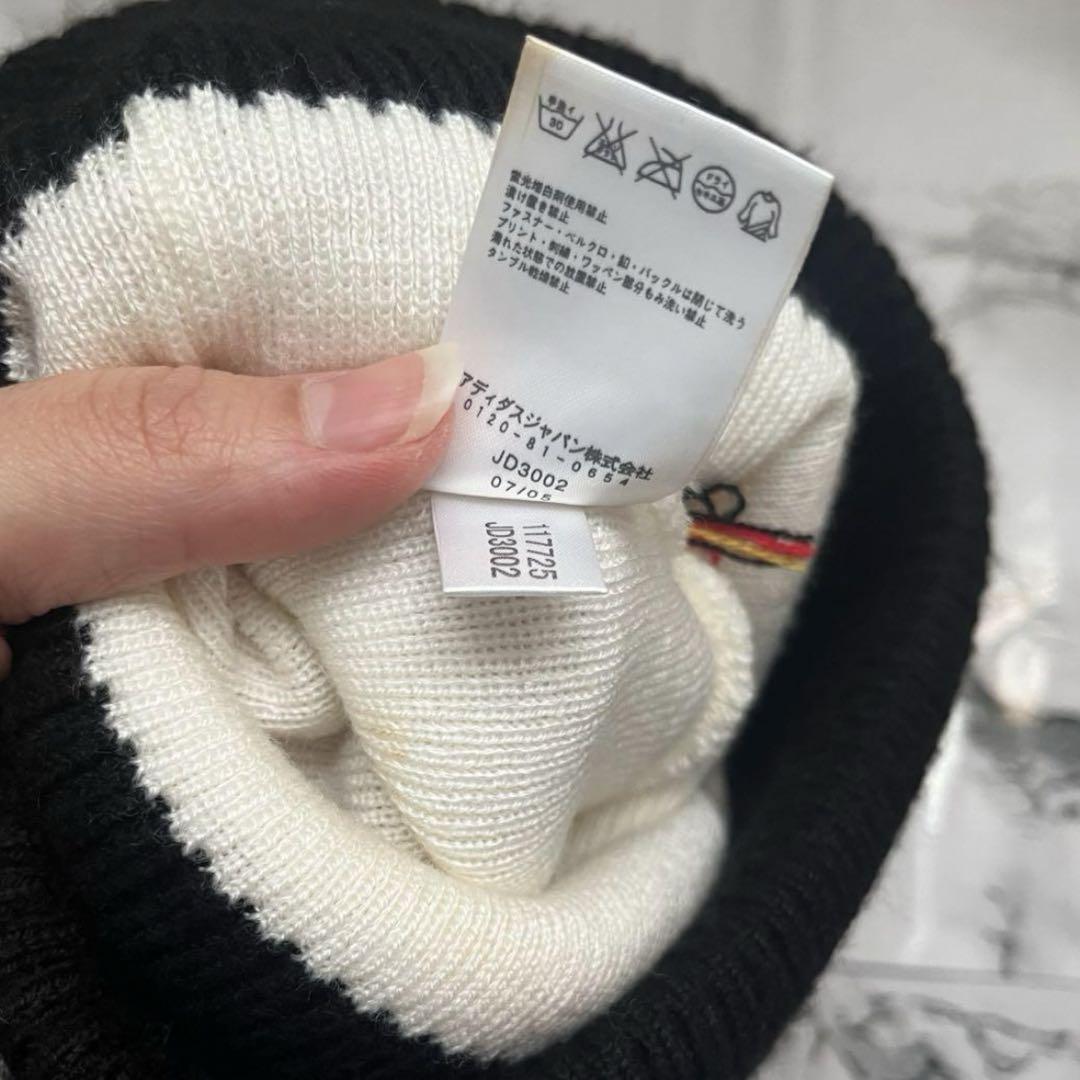 手洗イ
30
ドライ
蛍光増白剤使用禁止
漬け置き禁止
ファスナー・ベルクロ・釦・バックルは閉じて洗う
プリント・刺繍・ワッペン部分もみ洗い禁止
濡れた状態での放置禁止
タンブル乾燥禁止
アディダスジャパン株式会社
0120-81-0654
JD3002
07/05
117725
JD3002